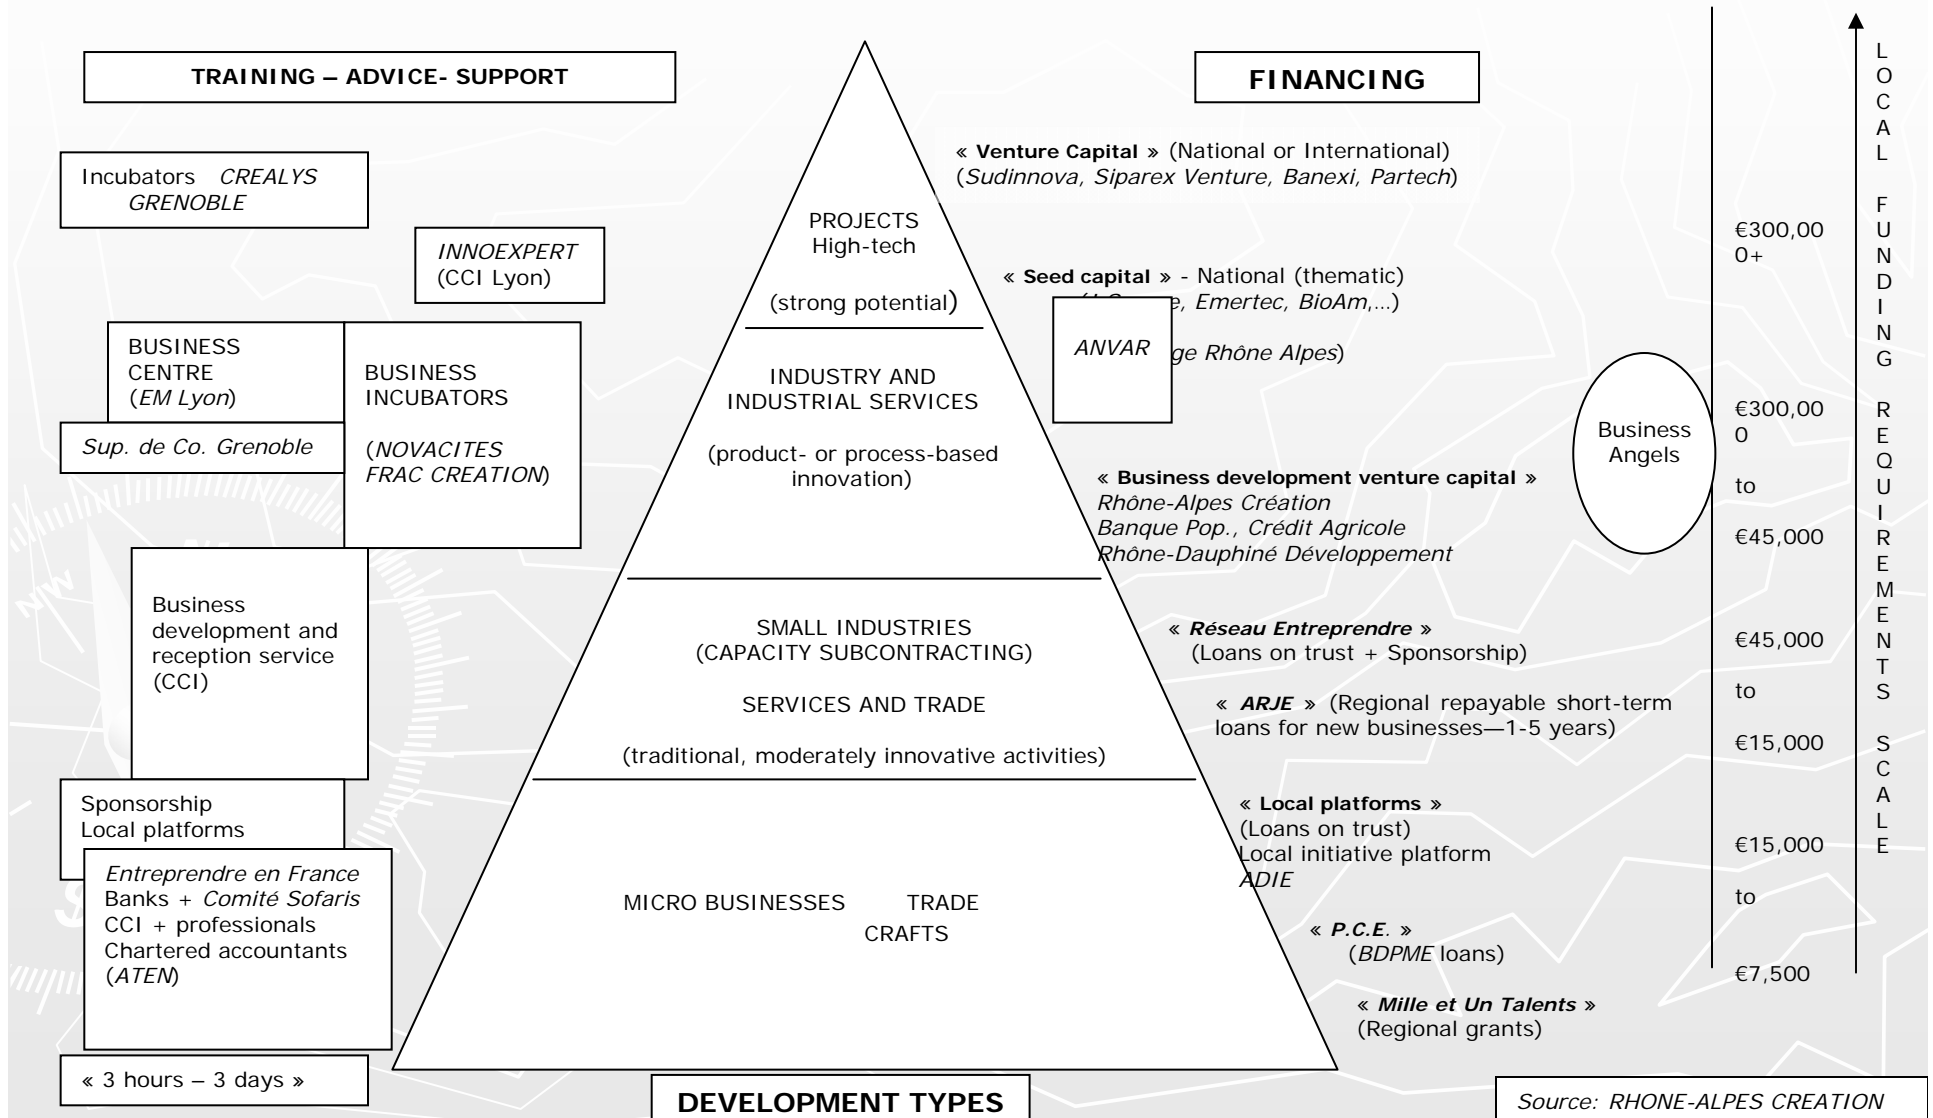 TRAINING – ADVICE- SUPPORT
Incubators CREALYS
GRENOBLE
INNOEXPERT
(CCI Lyon)
BUSINESS
CENTRE
(EM Lyon)
Sup. de Co. Grenoble
BUSINESS
INCUBATORS
(NOVACITES
FRAC CREATION)
Business
development and
reception service
(CCI)
Sponsorship
Local platforms
Entreprendre en France
Banks + Comité Sofaris
CCI + professionals
Chartered accountants
(ATEN)
« 3 hours – 3 days »
PROJECTS
High-tech
(strong potential)
INDUSTRY AND
INDUSTRIAL SERVICES
(product- or process-based
innovation)
SMALL INDUSTRIES
(CAPACITY SUBCONTRACTING)
SERVICES AND TRADE
(traditional, moderately innovative activities)
MICRO BUSINESSES TRADE
CRAFTS
DEVELOPMENT TYPES
FINANCING
« Venture Capital » (National or International)
(Sudinnova, Siparex Venture, Banexi, Partech)
« Seed capital » - National (thematic)
Emertec, BioAm,…)
ANVAR
Rhône Alpes)
« Business development venture capital »
Rhône-Alpes Création
Banque Pop., Crédit Agricole
Rhône-Dauphiné Développement
« Réseau Entreprendre »
(Loans on trust + Sponsorship)
« ARJE » (Regional repayable short-term
loans for new businesses—1-5 years)
« Local platforms »
(Loans on trust)
Local initiative platform
ADIE
« P.C.E. »
(BDPME loans)
« Mille et Un Talents »
(Regional grants)
Business
Angels
€300,00
0+
€300,00
0
to
€45,000
€45,000
to
€15,000
€15,000
to
€7,500
LOCAL FUNDING REQUIREMENTS SCALE
Source: RHONE-ALPES CREATION